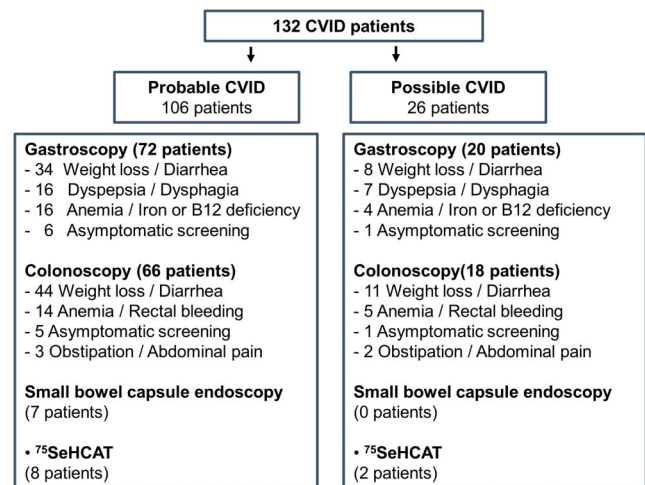 132 CVID patients
Probable CVID
106 patients
Possible CVID
26 patients
Gastroscopy (72 patients)
- 34 Weight loss / Diarrhea
- 16 Dyspepsia / Dysphagia
- 16 Anemia / Iron or B12 deficiency
- 6 Asymptomatic screening
Colonoscopy (66 patients)
- 44 Weight loss / Diarrhea
- 14 Anemia / Rectal bleeding
- 5 Asymptomatic screening
- 3 Obstipation / Abdominal pain
Small bowel capsule endoscopy
(7 patients)
• ⁷⁵SeHCAT
(8 patients)
Gastroscopy (20 patients)
- 8 Weight loss / Diarrhea
- 7 Dyspepsia / Dysphagia
- 4 Anemia / Iron or B12 deficiency
- 1 Asymptomatic screening
Colonoscopy(18 patients)
- 11 Weight loss / Diarrhea
- 5 Anemia / Rectal bleeding
- 1 Asymptomatic screening
- 2 Obstipation / Abdominal pain
Small bowel capsule endoscopy
(0 patients)
• ⁷⁵SeHCAT
(2 patients)